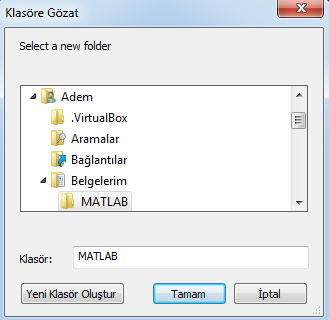 Klasöre Gözat
Select a new folder
Adem
.VirtualBox
Aramalar
Bağlantılar
Belgelerim
MATLAB
Klasör: MATLAB
Yeni Klasör Oluştur Tamam İptal